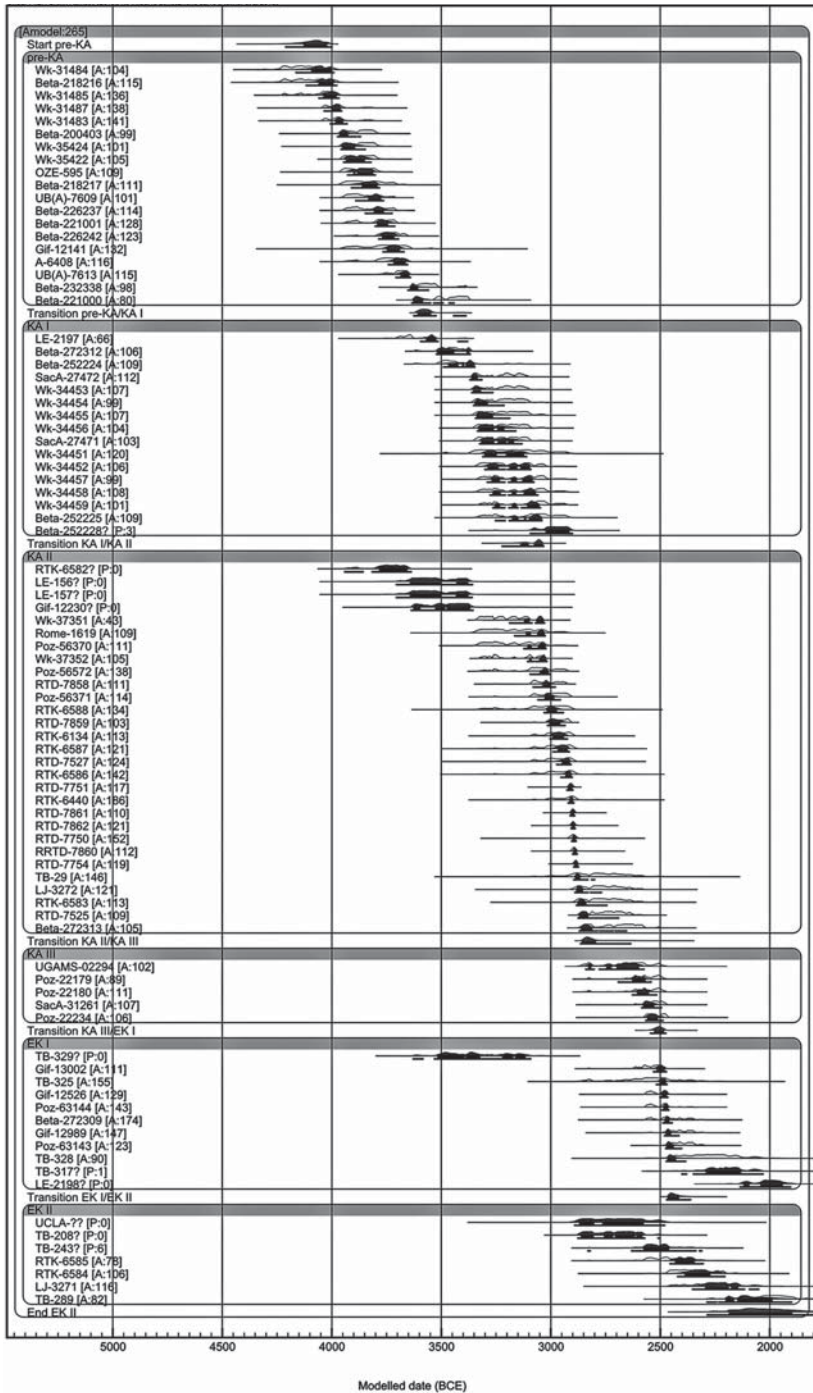 [Amodel:265]
Start pre-KA
pre-KA
Wk-31484 [A:104]
Beta-218216 [A:115]
Wk-31485 [A:136]
Wk-31487 [A:138]
Wk-31483 [A:141]
Beta-200403 [A:99]
Wk-35424 [A:101]
Wk-35422 [A:105]
OZE-595 [A:109]
Beta-218217 [A:111]
UB(A)-7609 [A:101]
Beta-226237 [A:114]
Beta-221001 [A:128]
Beta-226242 [A:123]
Gif-12141 [A:132]
A-6408 [A:116]
UB(A)-7613 [A:115]
Beta-232338 [A:98]
Beta-221000 [A:80]
Transition pre-KA/KA I
KA I
LE-2197 [A:66]
Beta-272312 [A:106]
Beta-252224 [A:109]
SacA-27472 [A:112]
Wk-34453 [A:107]
Wk-34454 [A:99]
Wk-34455 [A:107]
Wk-34456 [A:104]
SacA-27471 [A:103]
Wk-34451 [A:120]
Wk-34452 [A:106]
Wk-34457 [A:99]
Wk-34458 [A:108]
Wk-34459 [A:101]
Beta-252225 [A:109]
Beta-252228? [P:3]
Transition KA I/KA II
KA II
RTK-6582? [P:0]
LE-156? [P:0]
LE-157? [P:0]
Gif-12230? [P:0]
Wk-37351 [A:43]
Rome-1619 [A:109]
Poz-56370 [A:111]
Wk-37352 [A:105]
Poz-56572 [A:138]
RTD-7858 [A:111]
Poz-56371 [A:114]
RTK-6588 [A:134]
RTD-7859 [A:103]
RTK-6134 [A:113]
RTK-6587 [A:121]
RTD-7527 [A:124]
RTK-6586 [A:142]
RTD-7751 [A:117]
RTK-6440 [A:186]
RTD-7861 [A:110]
RTD-7862 [A:121]
RTD-7750 [A:152]
RRTD-7860 [A:112]
RTD-7754 [A:119]
TB-29 [A:146]
LJ-3272 [A:121]
RTK-6583 [A:113]
RTD-7525 [A:109]
Beta-272313 [A:105]
Transition KA II/KA III
KA III
UGAMS-02294 [A:102]
Poz-22179 [A:89]
Poz-22180 [A:111]
SacA-31261 [A:107]
Poz-22234 [A:106]
Transition KA III/EK I
EK I
TB-329? [P:0]
Gif-13002 [A:111]
TB-325 [A:155]
Gif-12526 [A:129]
Poz-63144 [A:143]
Beta-272309 [A:174]
Gif-12989 [A:147]
Poz-63143 [A:123]
TB-328 [A:90]
TB-317? [P:1]
LE-2198? [P:0]
Transition EK I/EK II
EK II
UCLA-?? [P:0]
TB-208? [P:0]
TB-243? [P:6]
RTK-6585 [A:78]
RTK-6584 [A:106]
LJ-3271 [A:116]
TB-289 [A:82]
End EK II
5000 4500 4000 3500 3000 2500 2000
Modelled date (BCE)